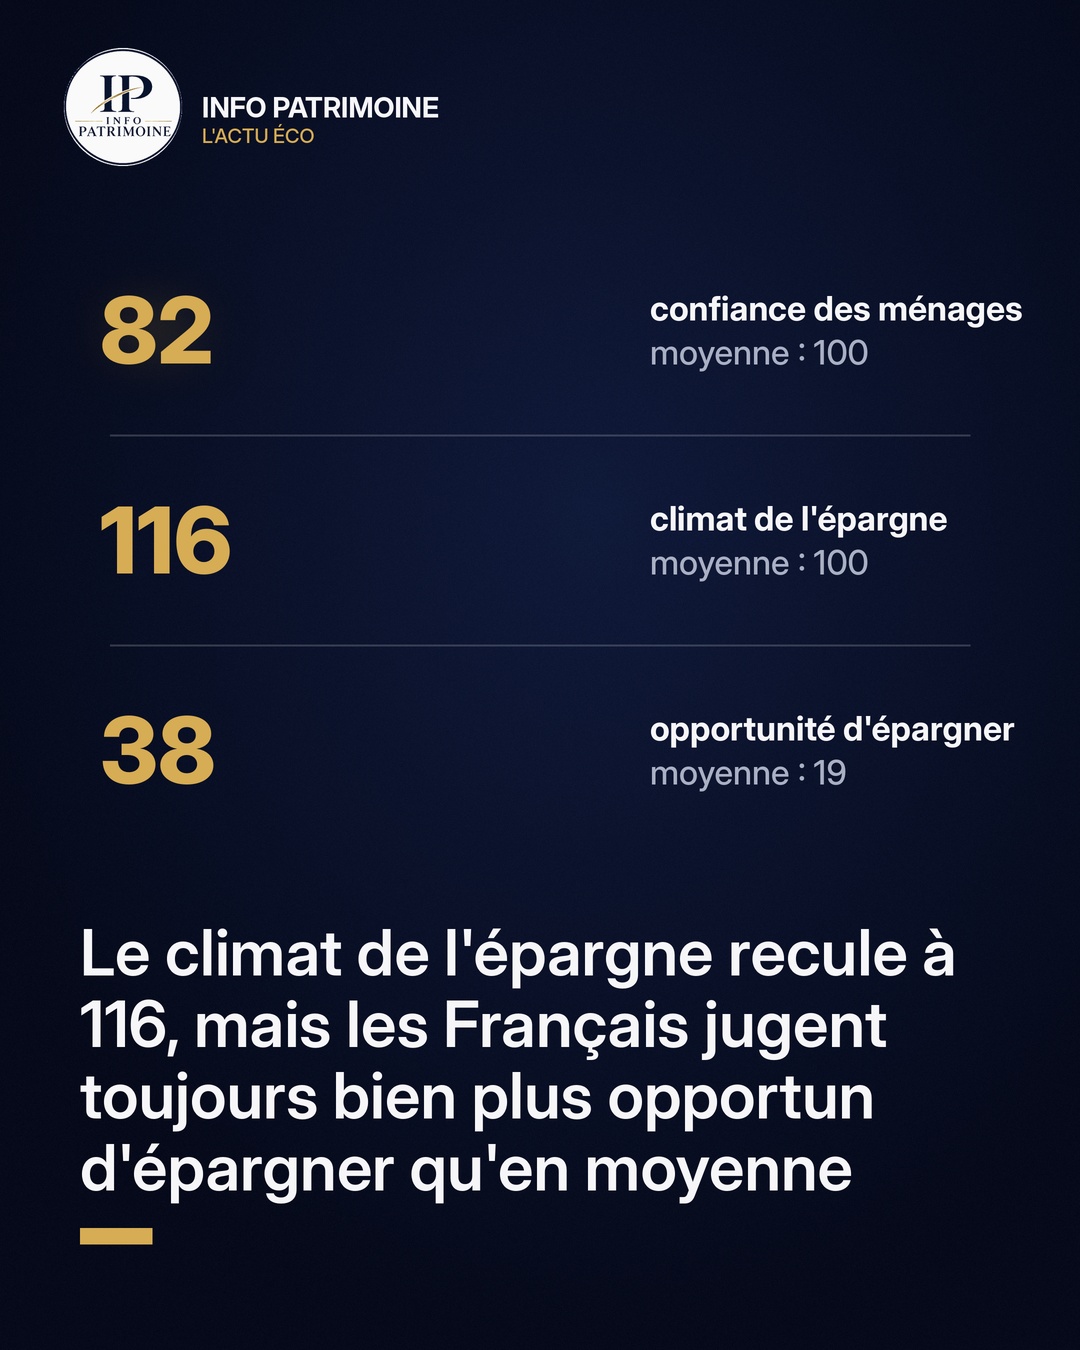 IP
INFO
PATRIMOINE
INFO PATRIMOINE
L'ACTU ÉCO
82
confiance des ménages
moyenne : 100
116
climat de l'épargne
moyenne : 100
38
opportunité d'épargner
moyenne : 19
Le climat de l'épargne recule à
116, mais les Français jugent
toujours bien plus opportun
d'épargner qu'en moyenne